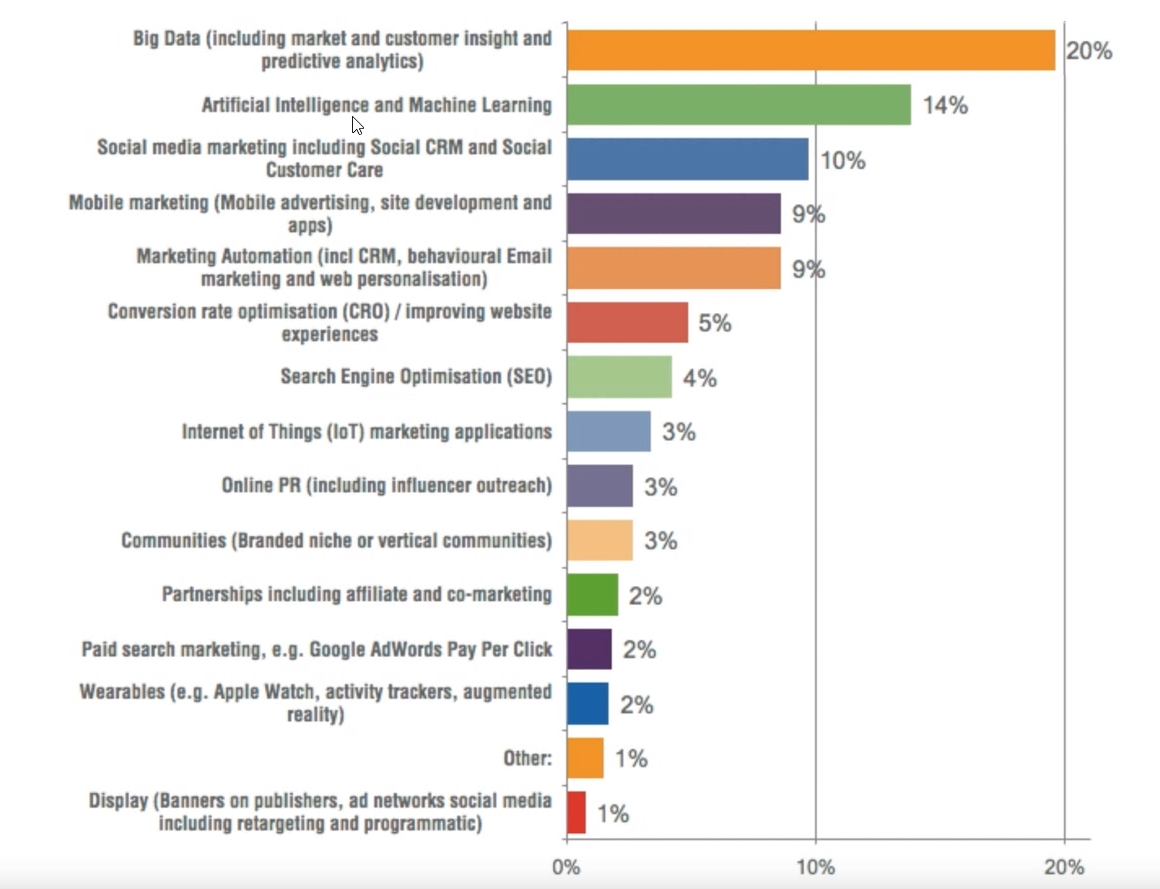 Big Data (including market and customer insight and
predictive analytics)
20%
Artificial Intelligence and Machine Learning
14%
Social media marketing including Social CRM and Social
Customer Care
10%
Mobile marketing (Mobile advertising, site development and
apps)
9%
Marketing Automation (incl CRM, behavioural Email
marketing and web personalisation)
9%
Conversion rate optimisation (CRO) / improving website
experiences
5%
Search Engine Optimisation (SEO)
4%
Internet of Things (IoT) marketing applications
3%
Online PR (including influencer outreach)
3%
Communities (Branded niche or vertical communities)
3%
Partnerships including affiliate and co-marketing
2%
Paid search marketing, e.g. Google AdWords Pay Per Click
2%
Wearables (e.g. Apple Watch, activity trackers, augmented
reality)
2%
Other:
1%
Display (Banners on publishers, ad networks social media
including retargeting and programmatic)
1%
0%
10%
20%